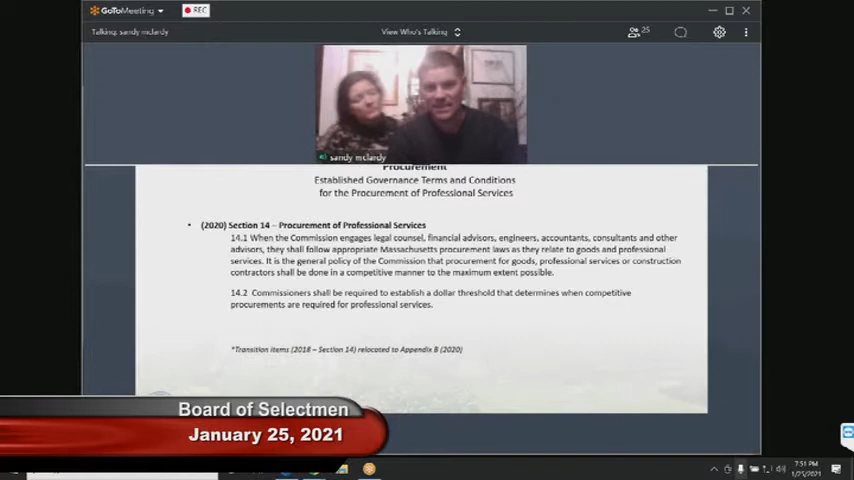 GoToMeeting
REC
Talking: sandy mclardy
View Who's Talking
25
sandy mclardy
Procurement
Established Governance Terms and Conditions
for the Procurement of Professional Services
• (2020) Section 14 – Procurement of Professional Services
14.1 When the Commission engages legal counsel, financial advisors, engineers, accountants, consultants and other
advisors, they shall follow appropriate Massachusetts procurement laws as they relate to goods and professional
services. It is the general policy of the Commission that procurement for goods, professional services or construction
contractors shall be done in a competitive manner to the maximum extent possible.
14.2 Commissioners shall be required to establish a dollar threshold that determines when competitive
procurements are required for professional services.
*Transition items (2018 – Section 14) relocated to Appendix B (2020)
Board of Selectmen
January 25, 2021
7:51 PM
1/25/2021